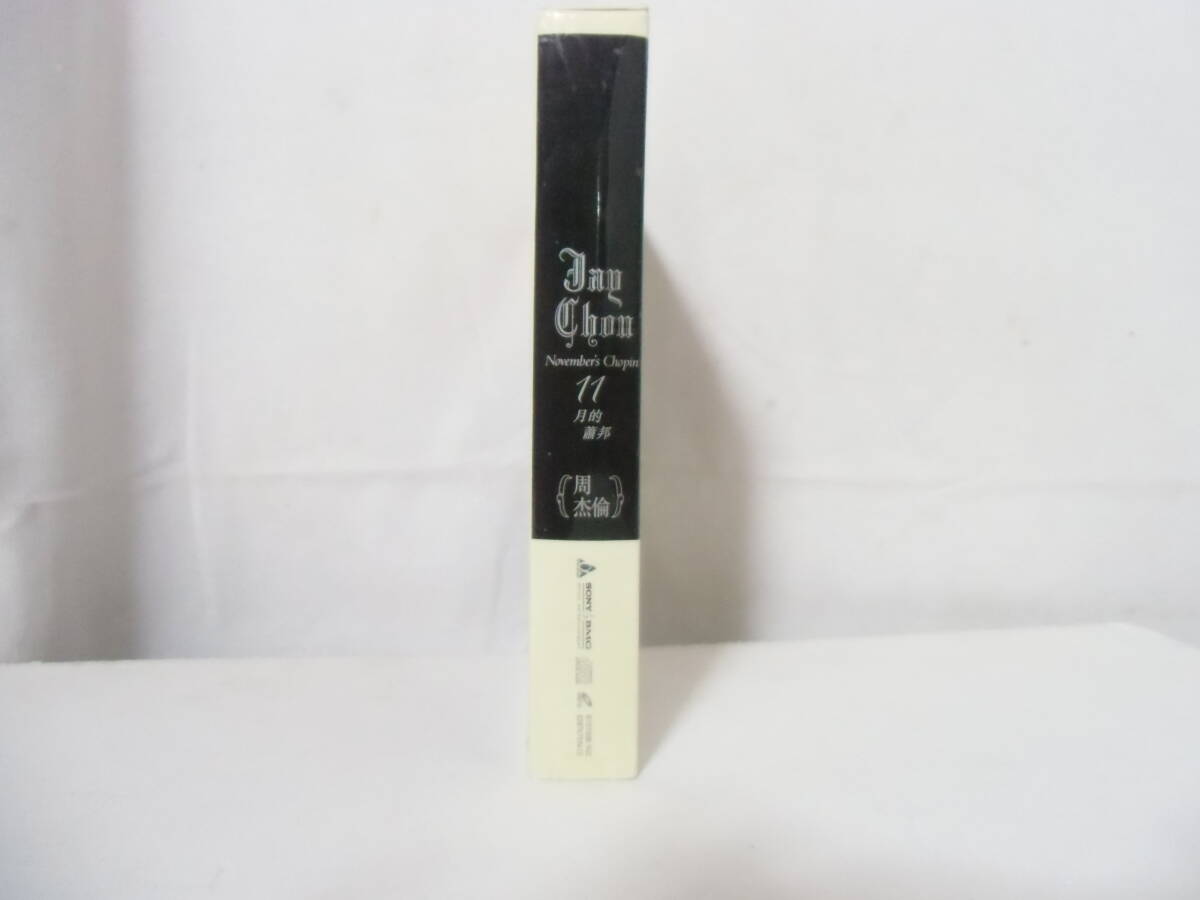 Jay
Chou
November's Chopin
11
月的
蕭邦
周
杰倫
SONY BMG